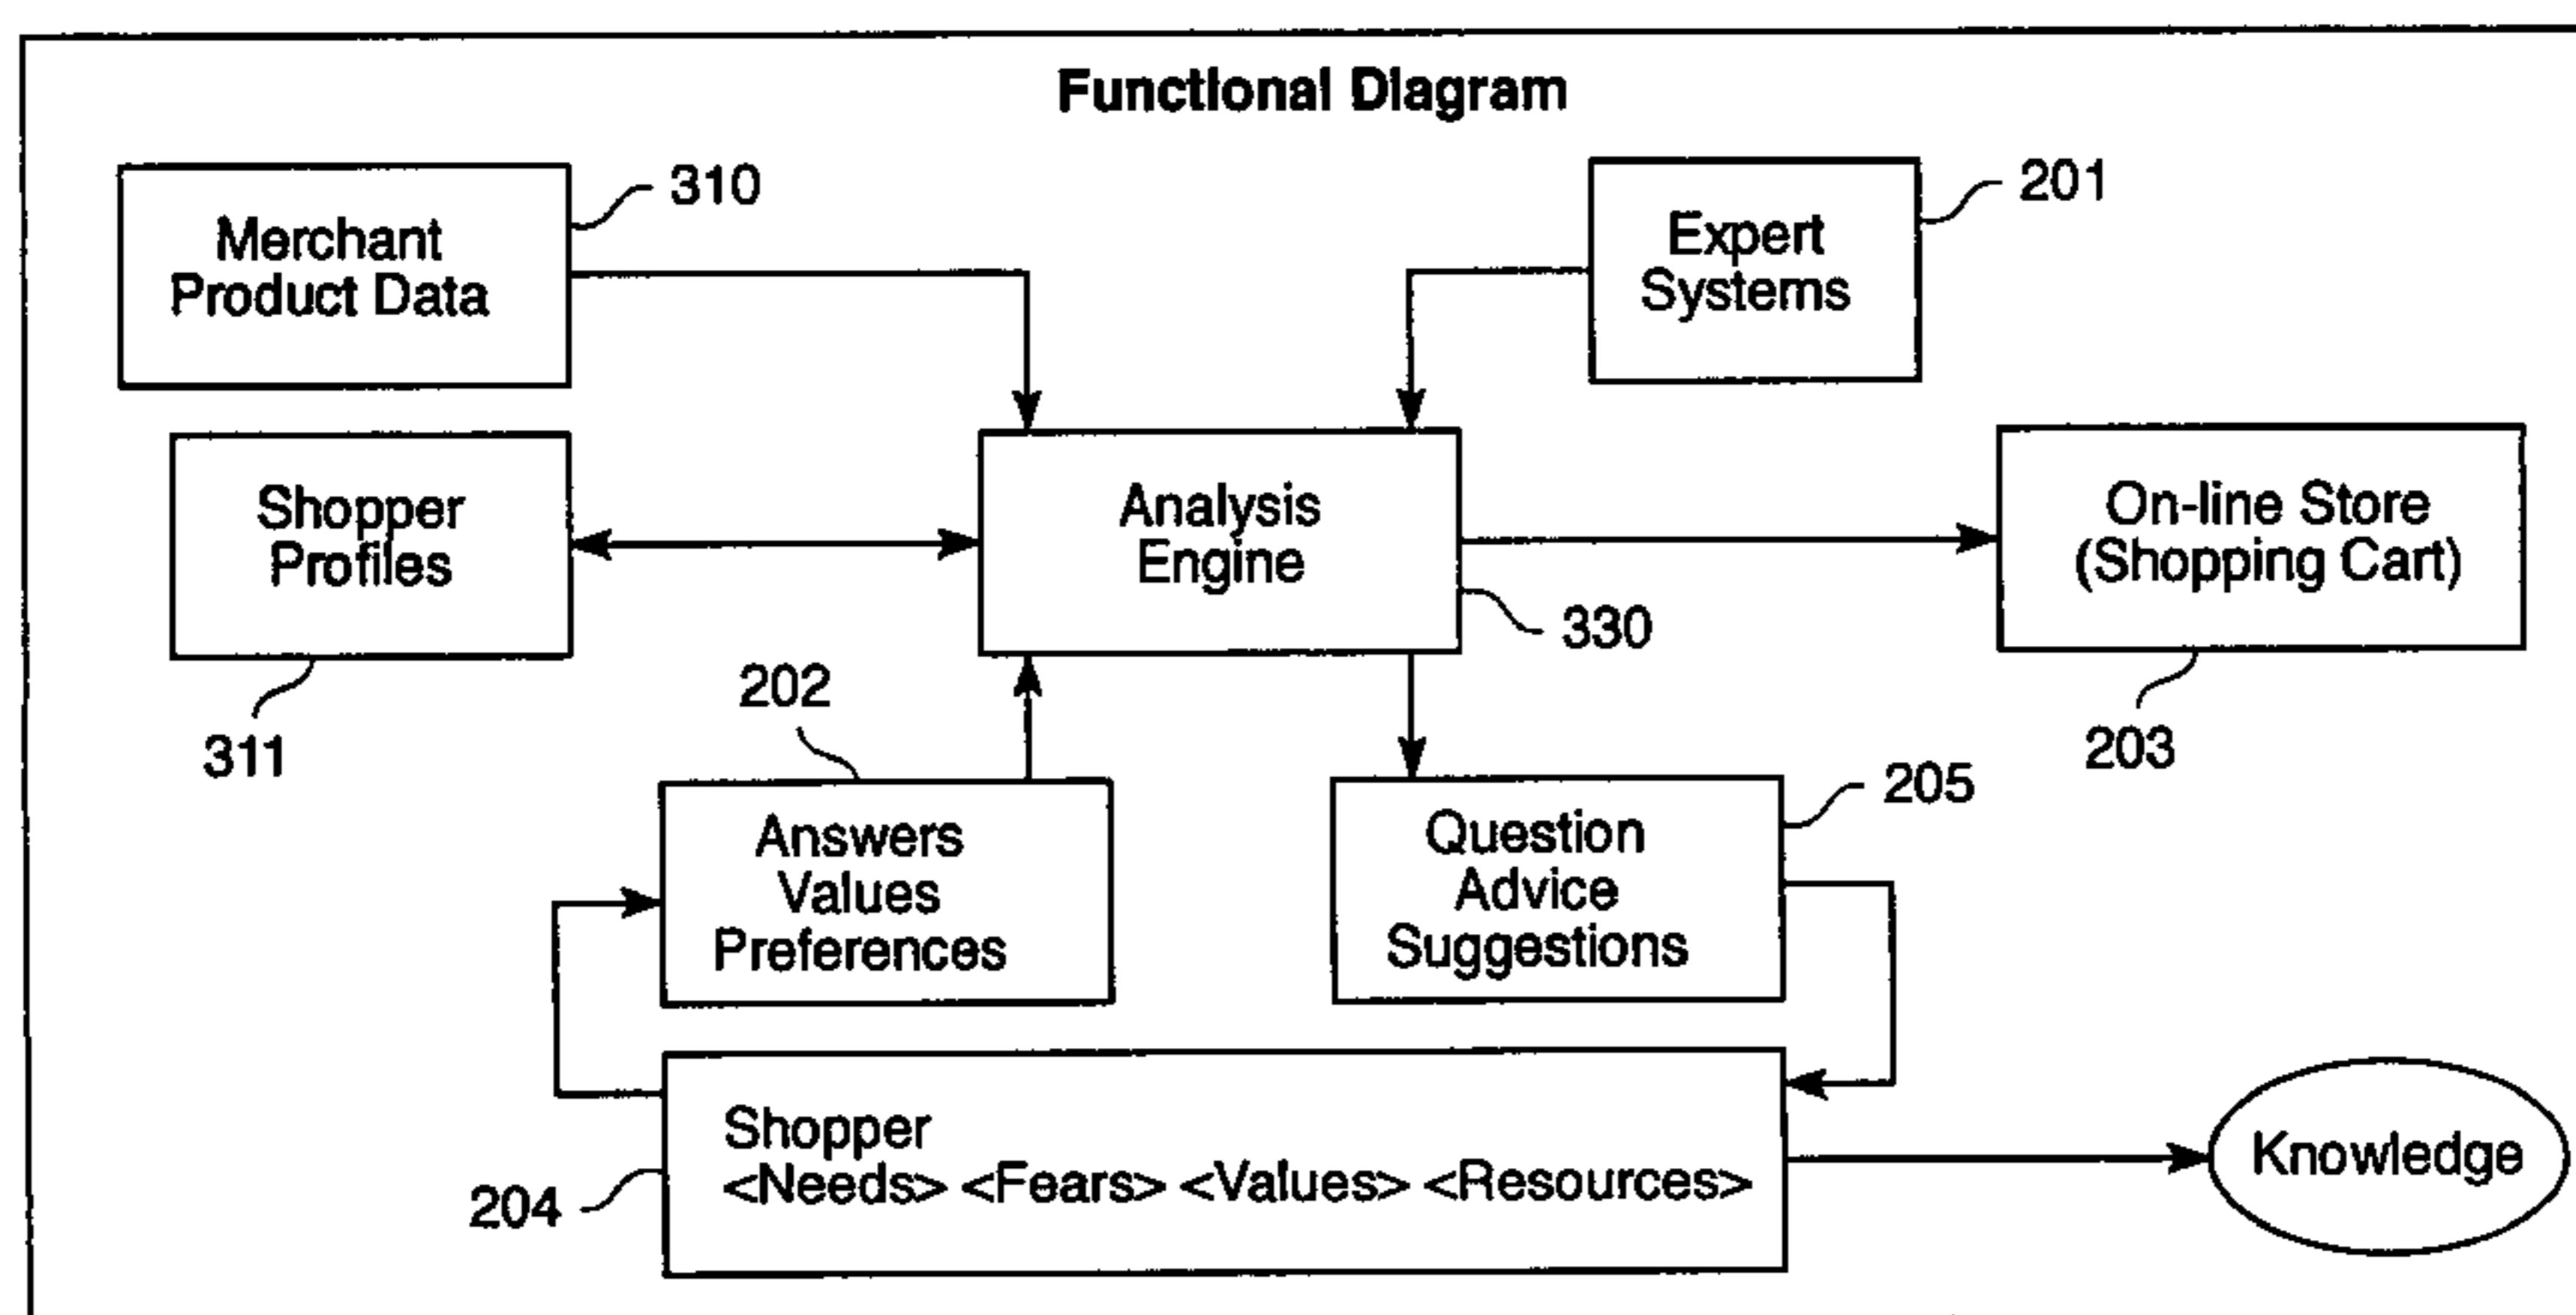 Functional Diagram
Merchant
Product Data
310
Expert
Systems
201
Shopper
Profiles
311
Analysis
Engine
330
On-line Store
(Shopping Cart)
203
202
Answers
Values
Preferences
205
Question
Advice
Suggestions
204
Shopper
<Needs> <Fears> <Values> <Resources>
Knowledge